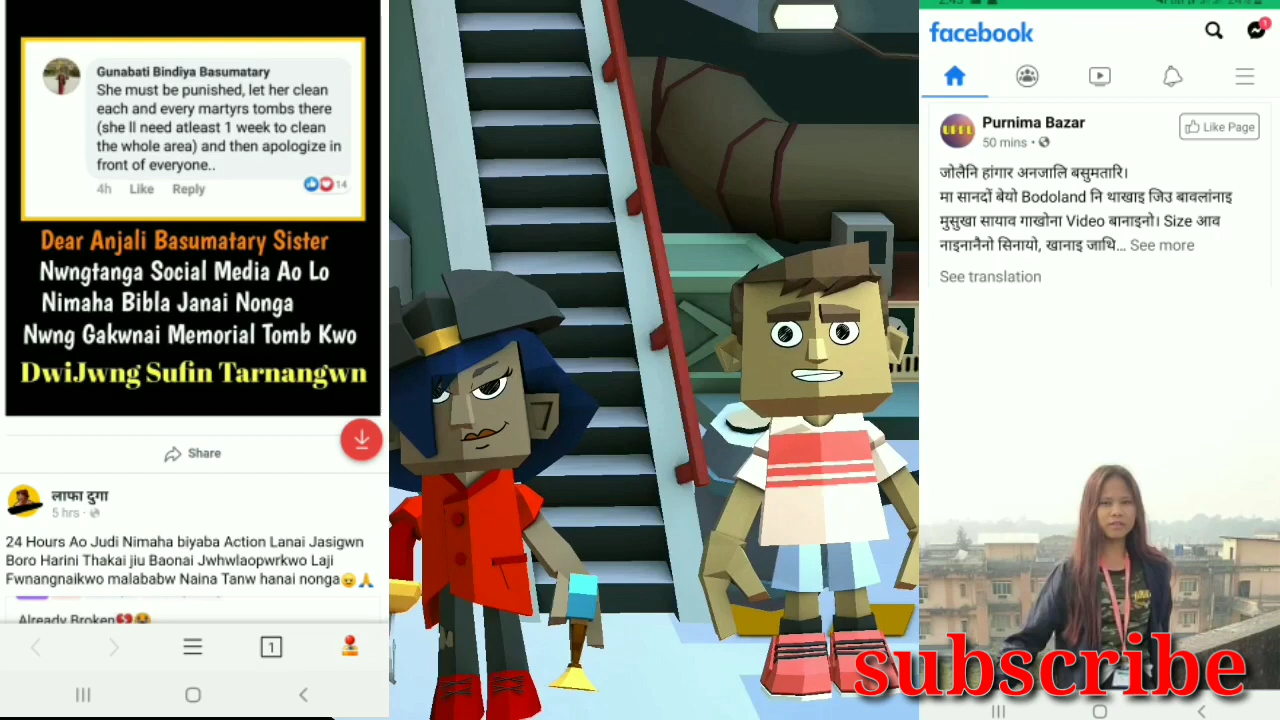 Gunabati Bindiya Basumatary
She must be punished, let her clean
each and every martyrs tombs there
(she ll need atleast 1 week to clean
the whole area) and then apologize in
front of everyone..
4h Like Reply 14
Dear Anjali Basumatary Sister
Nwngtanga Social Media Ao Lo
Nimaha Bibla Janai Nonga
Nwng Gakwnai Memorial Tomb Kwo
DwiJwng Sufin Tarnangwn
Share
लाफा दुगा
5 hrs
24 Hours Ao Judi Nimaha biyaba Action Lanai Jasigwn
Boro Harini Thakai jiu Baonai Jwhwlaopwrkwo Laji
Fwnangnaikwo malababw Naina Tanw hanai nonga😐🙏
Already Broken💔😂
1
facebook
1
Purnima Bazar
Like Page
50 mins
जोलैनि हांगार अनजालि बसुमतारि।
मा सानदों बेयो Bodoland नि थाखाइ जिउ बावलांनाइ
मुसुखा सायाव गाखोना Video बानाइनो। Size आव
नाइनानैनो सिनायो, खानाइ जाथि... See more
See translation
subscribe